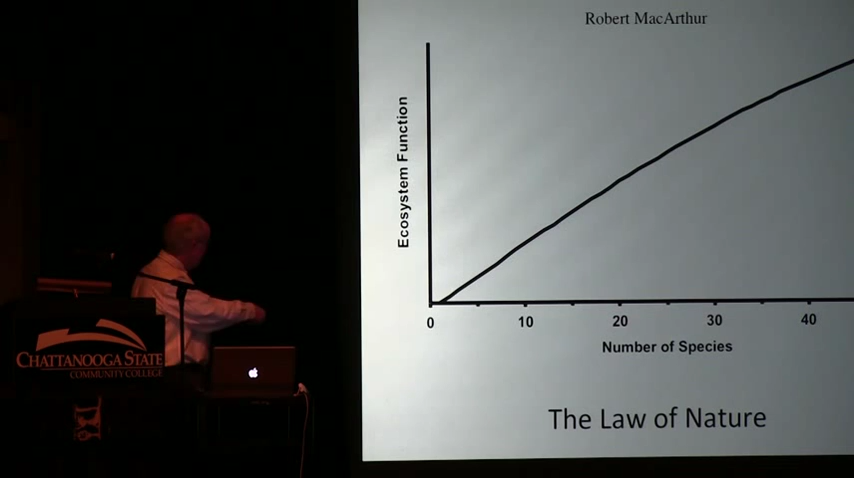 Robert MacArthur
Ecosystem Function
0 10 20 30 40
Number of Species
The Law of Nature
CHATTANOOGA STATE
COMMUNITY COLLEGE